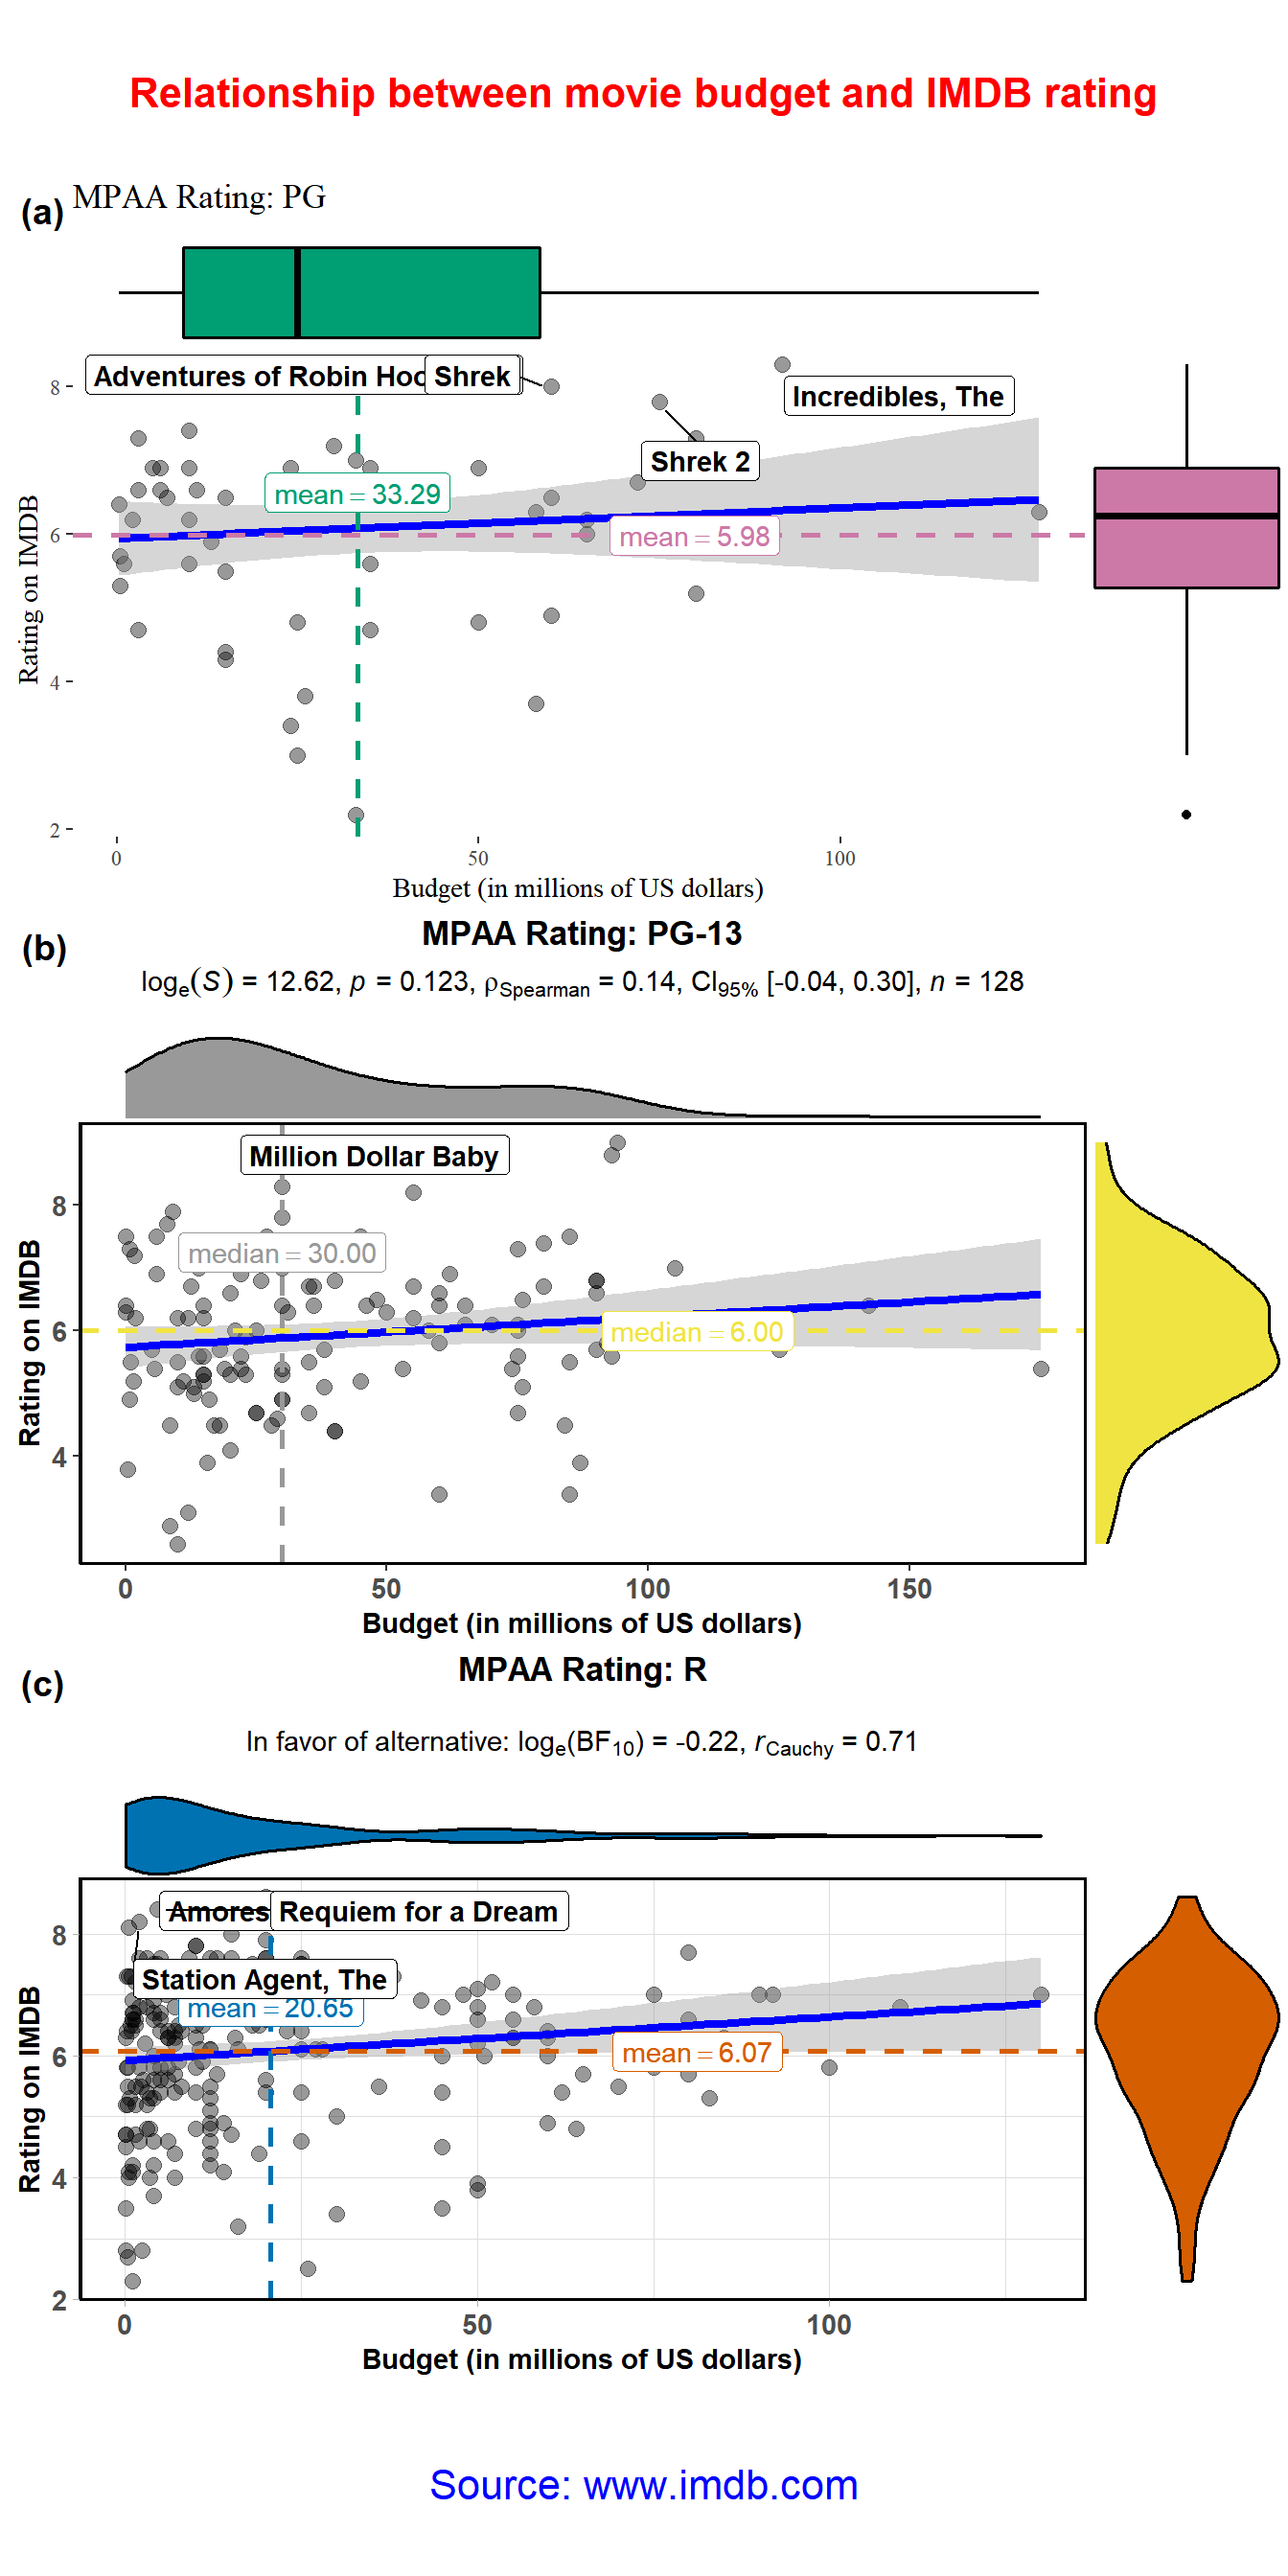 Relationship between movie budget and IMDB rating
(a)
MPAA Rating: PG
Adventures of Robin Hoo
Shrek
Incredibles, The
Shrek 2
mean = 33.29
mean = 5.98
Rating on IMDB
8
6
4
2
0
50
100
Budget (in millions of US dollars)
(b)
MPAA Rating: PG-13
logₑ(S) = 12.62, p = 0.123, ρSpearman = 0.14, CI95% [-0.04, 0.30], n = 128
Million Dollar Baby
median = 30.00
median = 6.00
Rating on IMDB
8
6
4
0
50
100
150
Budget (in millions of US dollars)
(c)
MPAA Rating: R
In favor of alternative: logₑ(BF₁₀) = -0.22, rCauchy = 0.71
Amores
Requiem for a Dream
Station Agent, The
mean = 20.65
mean = 6.07
Rating on IMDB
8
6
4
2
0
50
100
Budget (in millions of US dollars)
Source: www.imdb.com